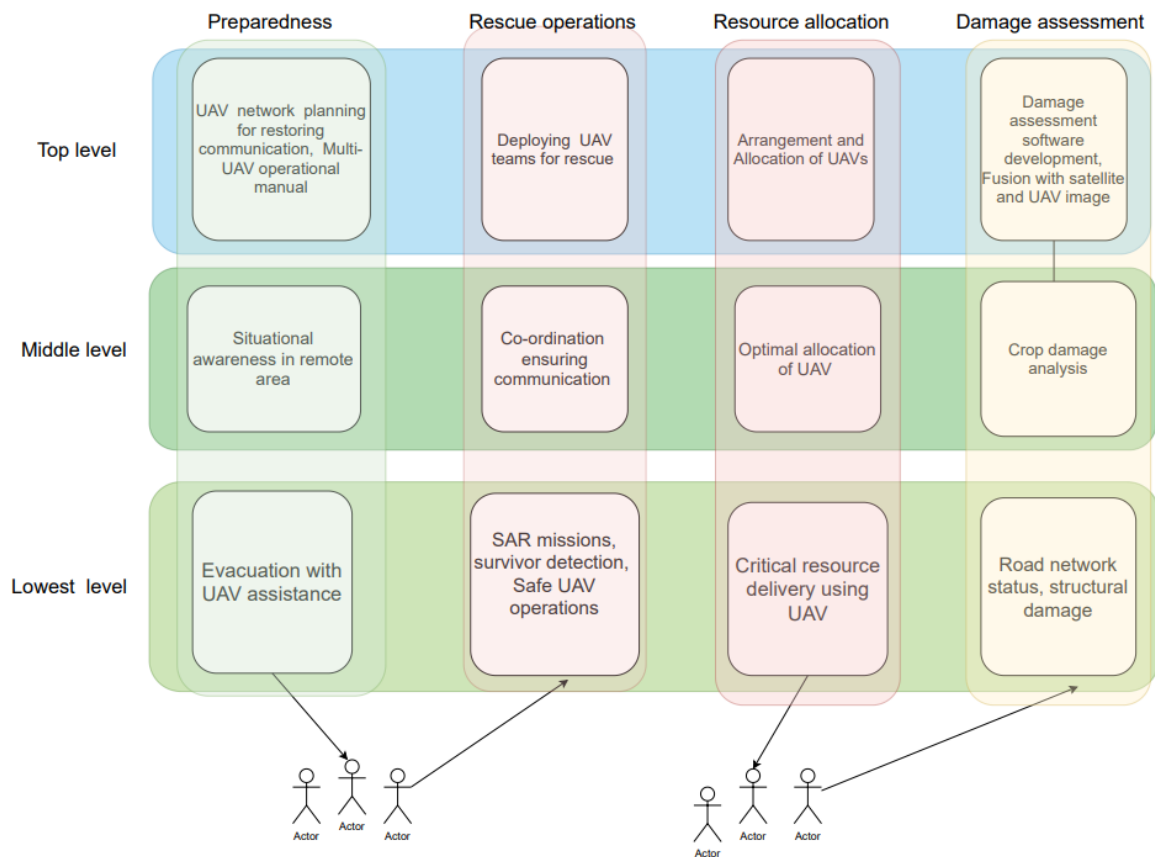 Preparedness
Rescue operations
Resource allocation
Damage assessment
Top level
UAV network planning
for restoring
communication, Multi-
UAV operational
manual
Deploying UAV
teams for rescue
Arrangement and
Allocation of UAVs
Damage
assessment
software
development,
Fusion with satellite
and UAV image
Middle level
Situational
awareness in remote
area
Co-ordination
ensuring
communication
Optimal allocation
of UAV
Crop damage
analysis
Lowest level
Evacuation with
UAV assistance
SAR missions,
survivor detection,
Safe UAV
operations
Critical resource
delivery using
UAV
Road network
status, structural
damage
Actor
Actor
Actor
Actor
Actor
Actor